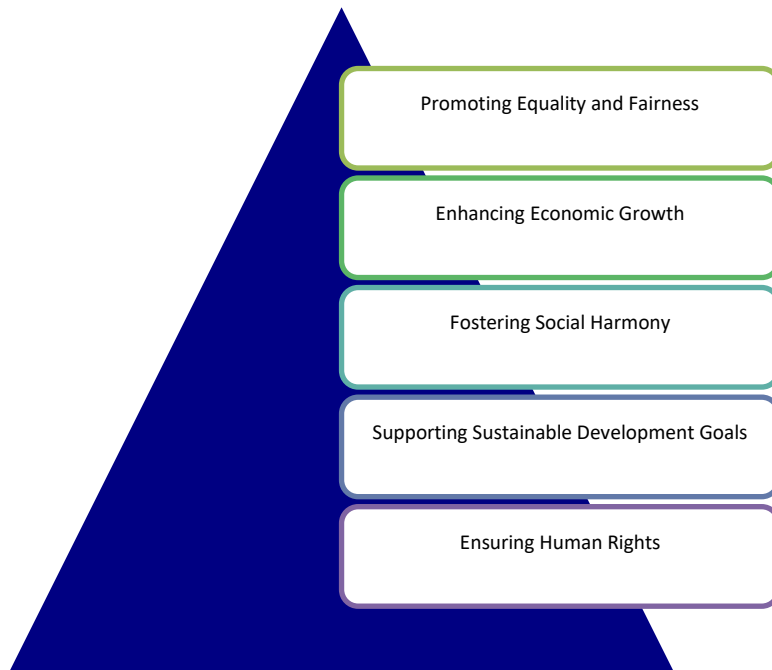 Promoting Equality and Fairness
Enhancing Economic Growth
Fostering Social Harmony
Supporting Sustainable Development Goals
Ensuring Human Rights